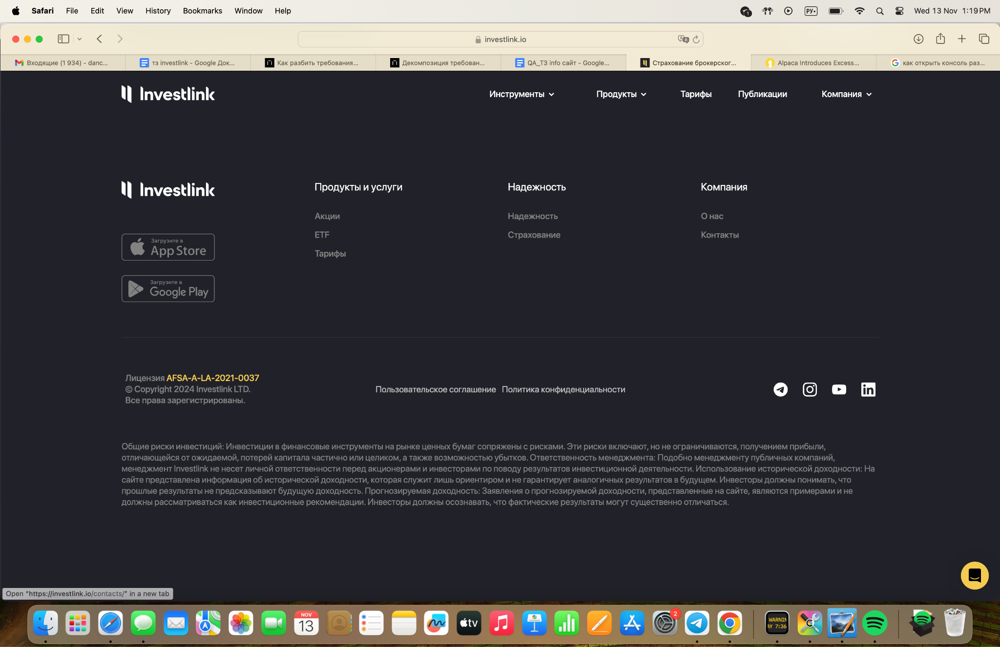 Safari File Edit View History Bookmarks Window Help
1 РУ Wed 13 Nov 1:19 PM
investlink.io
Входящие (1 934) - danc...
тз investlink - Google Док...
Как разбить требования...
Декомпозиция требован...
QA_ТЗ info сайт - Google...
Страхование брокерског...
Alpaca Introduces Excess...
как открыть консоль раз...
Investlink
Инструменты Продукты Тарифы Публикации Компания
Investlink
Загрузите в
App Store
Загрузите в
Google Play
Продукты и услуги
Акции
ETF
Тарифы
Надежность
Надежность
Страхование
Компания
О нас
Контакты
Лицензия AFSA-A-LA-2021-0037
© Copyright 2024 Investlink LTD.
Все права зарегистрированы.
Пользовательское соглашение Политика конфиденциальности
in
Общие риски инвестиций: Инвестиции в финансовые инструменты на рынке ценных бумаг сопряжены с рисками. Эти риски включают, но не ограничиваются, получением прибыли,
отличающейся от ожидаемой, потерей капитала частично или целиком, а также возможностью убытков. Ответственность менеджмента: Подобно менеджменту публичных компаний,
менеджмент Investlink не несет личной ответственности перед акционерами и инвесторами по поводу результатов инвестиционной деятельности. Использование исторической доходности: На
сайте представлена информация об исторической доходности, которая служит лишь ориентиром и не гарантирует аналогичных результатов в будущем. Инвесторы должны понимать, что
прошлые результаты не предсказывают будущую доходность. Прогнозируемая доходность: Заявления о прогнозируемой доходности, представленные на сайте, являются примерами и не
должны рассматриваться как инвестиционные рекомендации. Инвесторы должны осознавать, что фактические результаты могут существенно отличаться.
Open "https://investlink.io/contacts/" in a new tab
NOV
13
tv
2
WARNIN
AY 7:36